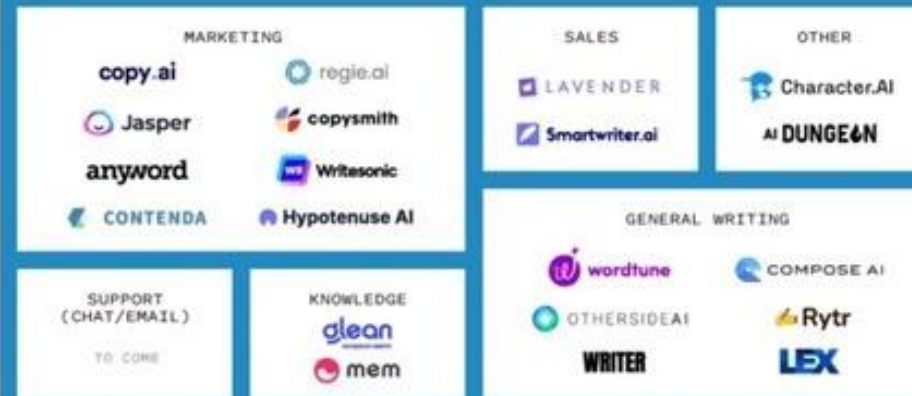 MARKETING
copy.ai
regie.ai
Jasper
copysmith
anyword
Writesonic
CONTENDA
Hypotenuse AI
SALES
LAVENDER
Smartwriter.ai
OTHER
Character.AI
AI DUNGEON
SUPPORT
(CHAT/EMAIL)
TO COME
KNOWLEDGE
glean
mem
GENERAL WRITING
wordtune
COMPOSE AI
OTHERSIDEAI
Rytr
WRITER
LEX